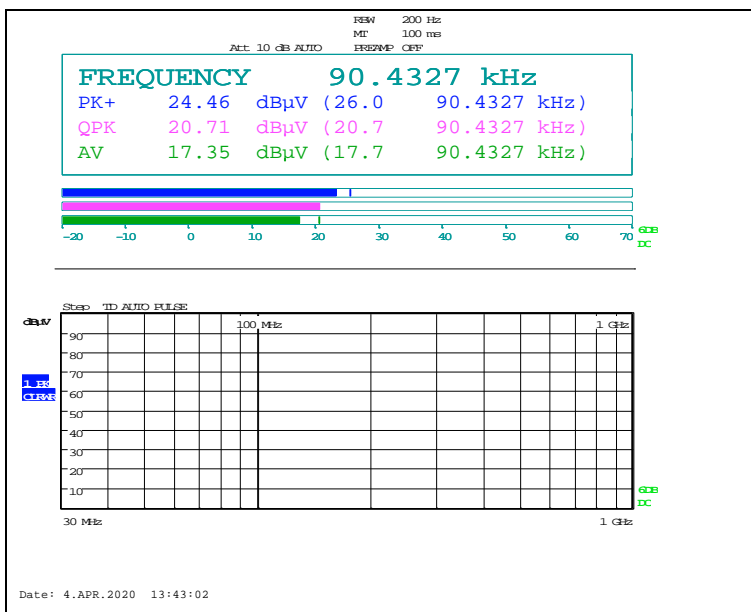 RBW 200 Hz
MT 100 ms
Att 10 dB AUTO PREAMP OFF
FREQUENCY 90.4327 kHz
PK+ 24.46 dBµV (26.0 90.4327 kHz)
QPK 20.71 dBµV (20.7 90.4327 kHz)
AV 17.35 dBµV (17.7 90.4327 kHz)
-20 -10 0 10 20 30 40 50 60 70
6DB
DC
Step TD AUTO PULSE
dBµV
100 MHz 1 GHz
90
80
70
1 PK
CLRWR
60
50
40
30
20
10
6DB
DC
30 MHz 1 GHz
Date: 4.APR.2020 13:43:02